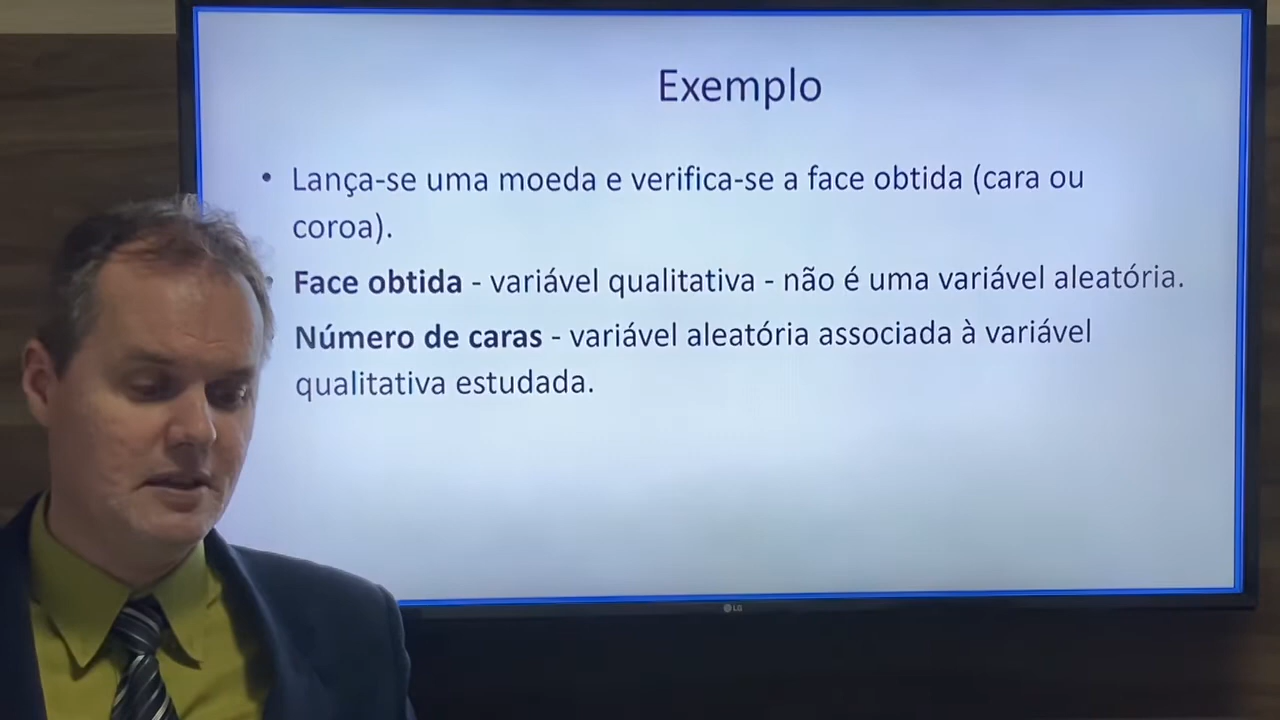 Exemplo
• Lança-se uma moeda e verifica-se a face obtida (cara ou
coroa).
Face obtida - variável qualitativa - não é uma variável aleatória.
Número de caras - variável aleatória associada à variável
qualitativa estudada.
LG